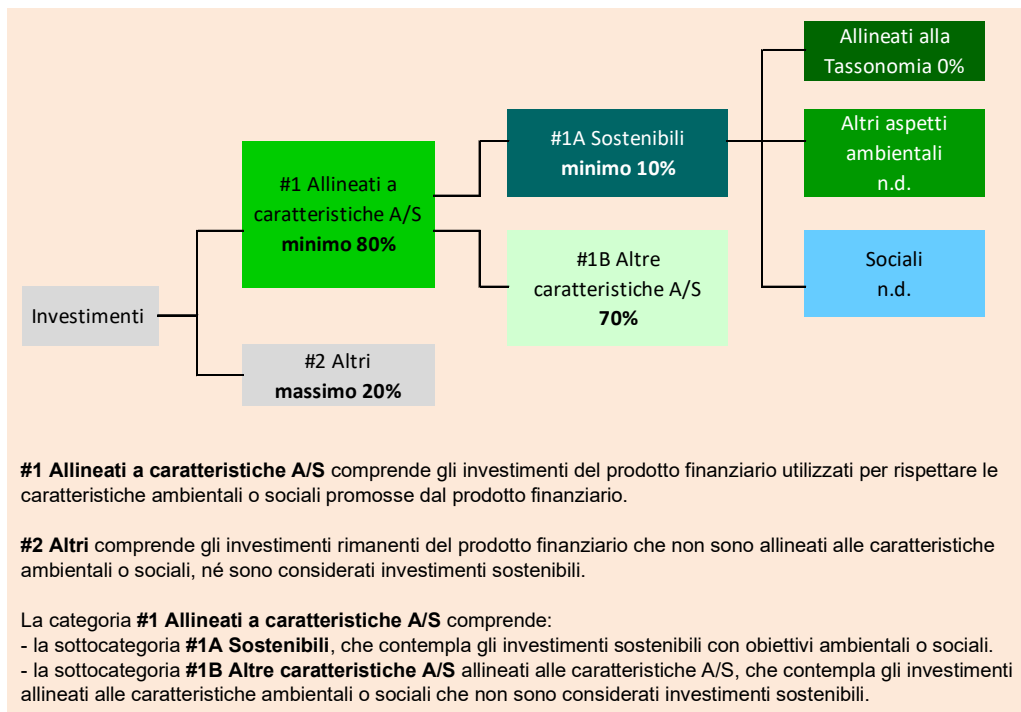 Investimenti
#1 Allineati a
caratteristiche A/S
minimo 80%
#2 Altri
massimo 20%
#1A Sostenibili
minimo 10%
#1B Altre
caratteristiche A/S
70%
Allineati alla
Tassonomia 0%
Altri aspetti
ambientali
n.d.
Sociali
n.d.
#1 Allineati a caratteristiche A/S comprende gli investimenti del prodotto finanziario utilizzati per rispettare le
caratteristiche ambientali o sociali promosse dal prodotto finanziario.
#2 Altri comprende gli investimenti rimanenti del prodotto finanziario che non sono allineati alle caratteristiche
ambientali o sociali, né sono considerati investimenti sostenibili.
La categoria #1 Allineati a caratteristiche A/S comprende:
- la sottocategoria #1A Sostenibili, che contempla gli investimenti sostenibili con obiettivi ambientali o sociali.
- la sottocategoria #1B Altre caratteristiche A/S allineati alle caratteristiche A/S, che contempla gli investimenti
allineati alle caratteristiche ambientali o sociali che non sono considerati investimenti sostenibili.